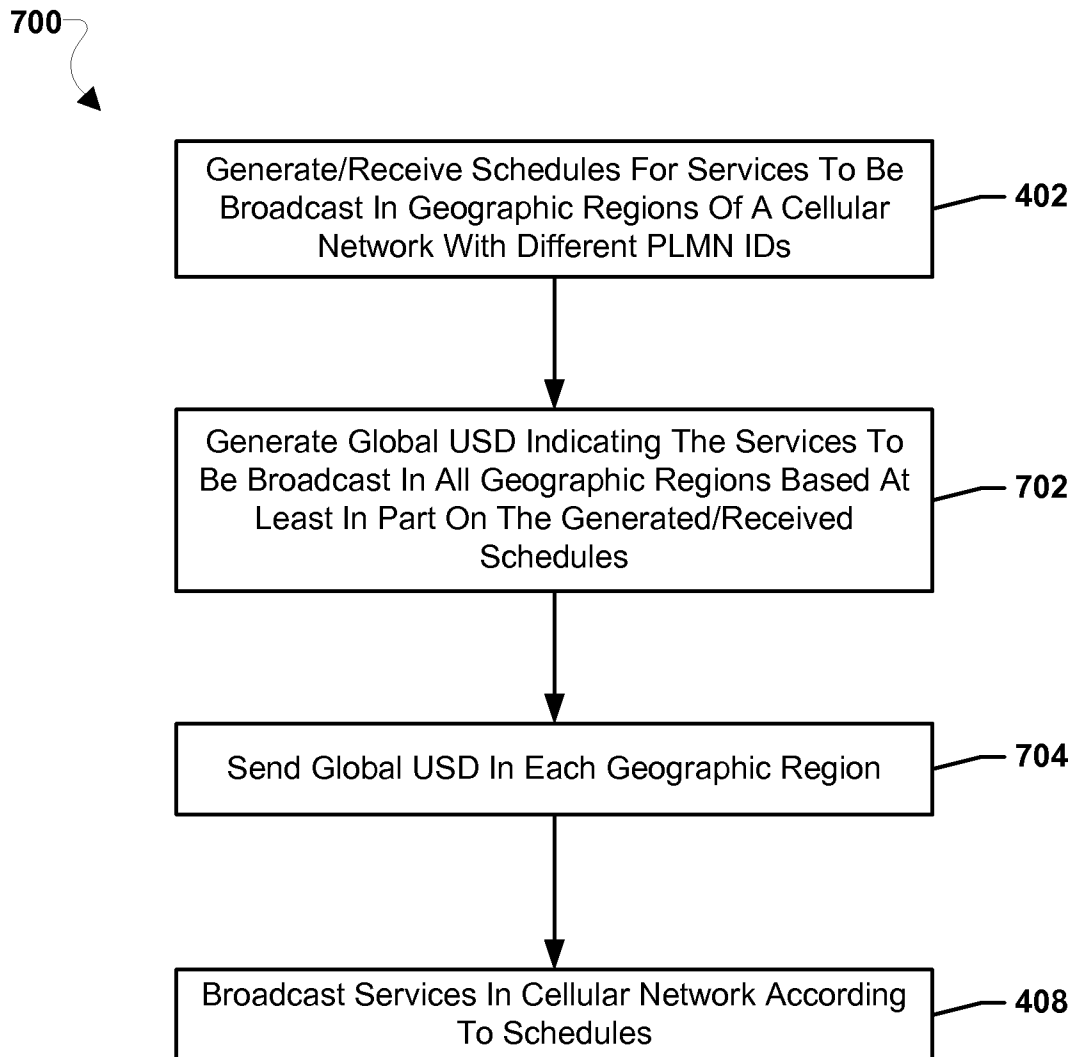 700
Generate/Receive Schedules For Services To Be
Broadcast In Geographic Regions Of A Cellular
Network With Different PLMN IDs
402
Generate Global USD Indicating The Services To
Be Broadcast In All Geographic Regions Based At
Least In Part On The Generated/Received
Schedules
702
Send Global USD In Each Geographic Region
704
Broadcast Services In Cellular Network According
To Schedules
408